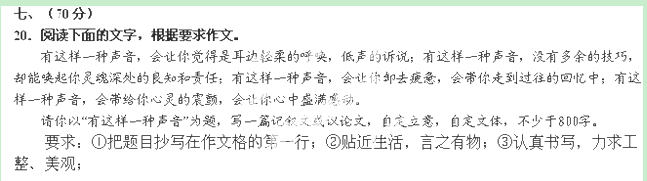 七、（70分）
20．阅读下面的文字，根据要求作文。
有这样一种声音，会让你觉得是耳边轻柔的呼唤，低声的诉说；有这样一种声音，没有多余的技巧，
却能唤起你灵魂深处的良知和责任；有这样一种声音，会让你卸去疲惫，会带你走到过往的回忆中；有这
样一种声音，会带给你心灵的震颤，会让你心中盛满感动。
请你以“有这样一种声音”为题，写一篇记叙文或议论文，自定立意，自定文体，不少于800字。
要求：①把题目抄写在作文格的第一行；②贴近生活，言之有物；③认真书写，力求工
整、美观；